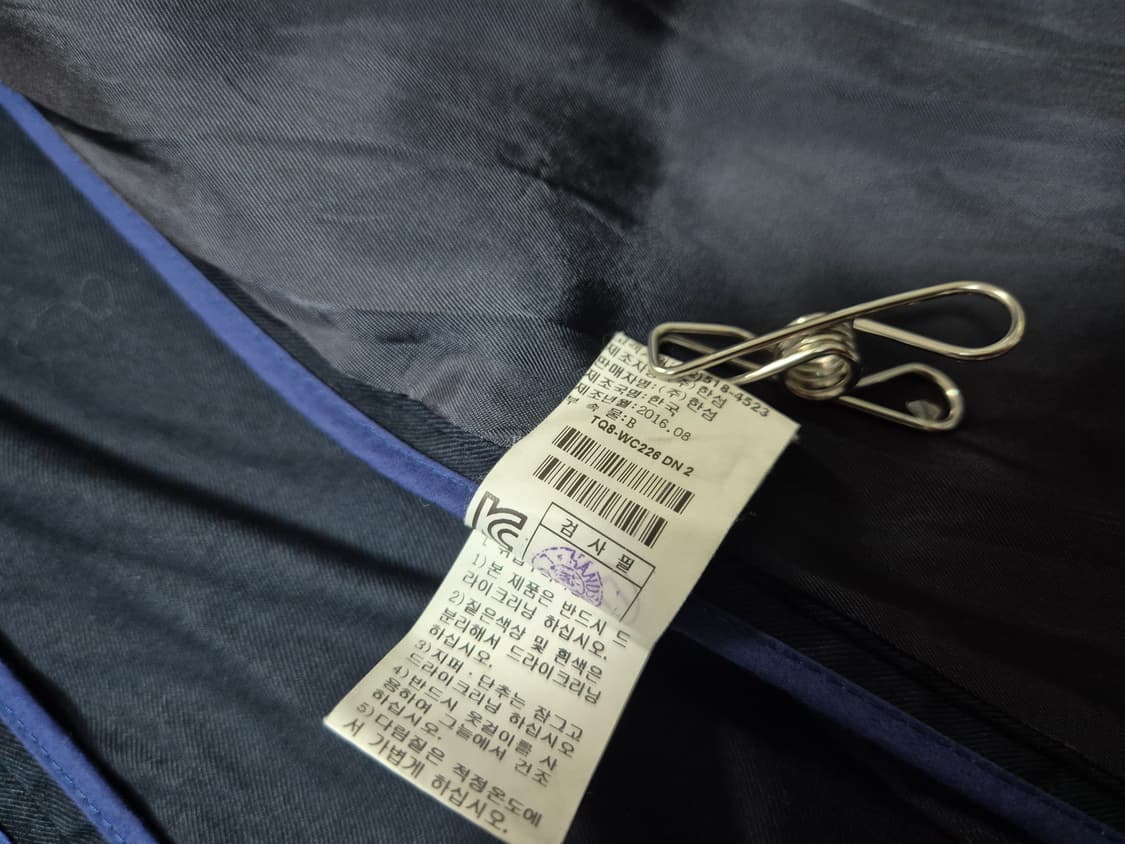 제조자명:(주)한섬
판매자명:(주)한섬
제조국명:한국
제조년월:2016.08
부 속 물:B
TQ8-WC226 DN 2
KC
검 사 필
1)본 제품은 반드시 드
라이크리닝 하십시오.
2)짙은색상 및 흰색은
분리해서 드라이크리닝
하십시오.
3)지퍼·단추는 잠그고
드라이크리닝 하십시오
4)반드시 옷걸이를 사
용하여 그늘에서 건조
하십시오.
5)다림질은 적정온도에
서 가볍게 하십시오.